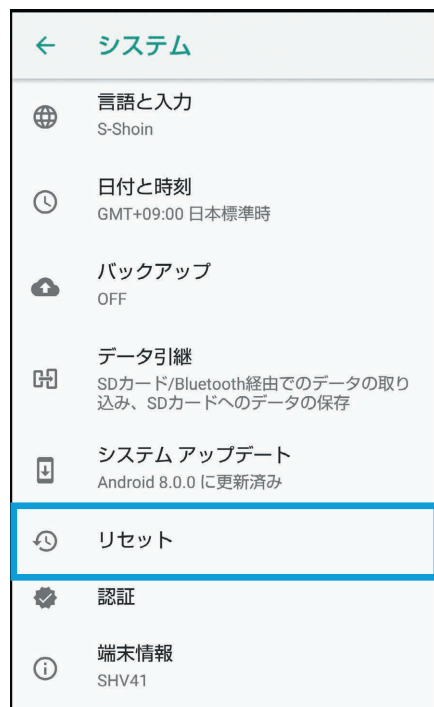 システム
言語と入力
S-Shoin
日付と時刻
GMT+09:00 日本標準時
バックアップ
OFF
データ引継
SDカード/Bluetooth経由でのデータの取り
込み、SDカードへのデータの保存
システム アップデート
Android 8.0.0 に更新済み
リセット
認証
端末情報
SHV41